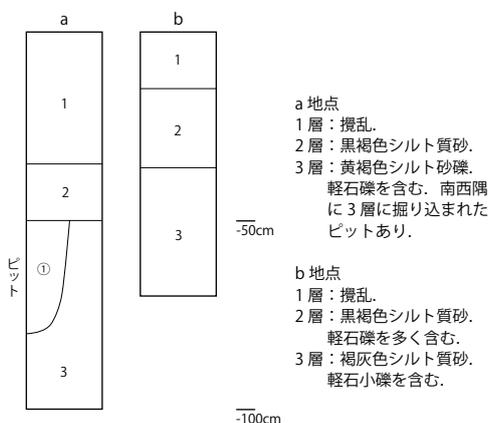 a
b
1
2
①
3
ピット
1
2
3
-50cm
-100cm
a 地点
1 層：攪乱．
2 層：黒褐色シルト質砂．
3 層：黄褐色シルト砂礫．
軽石礫を含む．南西隅
に 3 層に掘り込まれた
ピットあり．
b 地点
1 層：攪乱．
2 層：黒褐色シルト質砂．
軽石礫を多く含む．
3 層：褐灰色シルト質砂．
軽石小礫を含む．